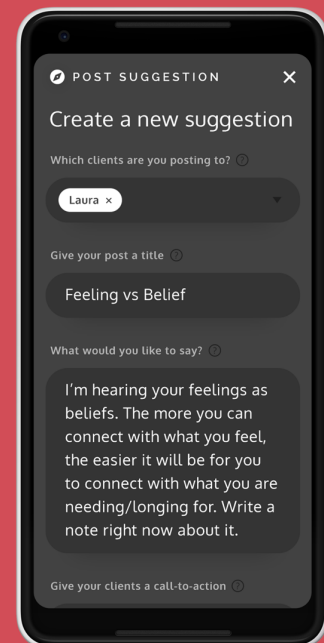 POST SUGGESTION
Create a new suggestion
Which clients are you posting to? ?
Laura ×
Give your post a title ?
Feeling vs Belief
What would you like to say? ?
I'm hearing your feelings as
beliefs. The more you can
connect with what you feel,
the easier it will be for you
to connect with what you are
needing/longing for. Write a
note right now about it.
Give your clients a call-to-action ?